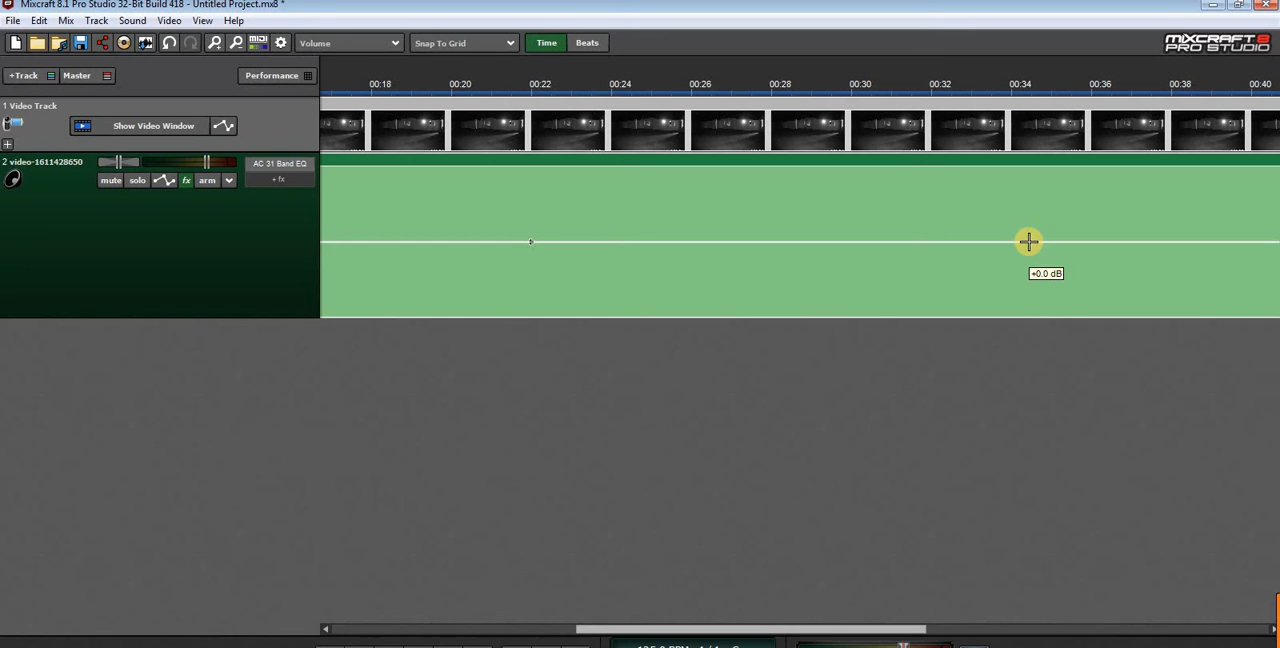 Mixcraft 8.1 Pro Studio 32-Bit Build 418 - Untitled Project.mx8 *
File Edit Mix Track Sound Video View Help
Volume Snap To Grid Time Beats
MIXCRAFT 8
PRO STUDIO
+Track Master Performance
00:18 00:20 00:22 00:24 00:26 00:28 00:30 00:32 00:34 00:36 00:38 00:40
1 Video Track
Show Video Window
2 video-1611428650
AC 31 Band EQ
mute solo fx arm + fx
+0.0 dB